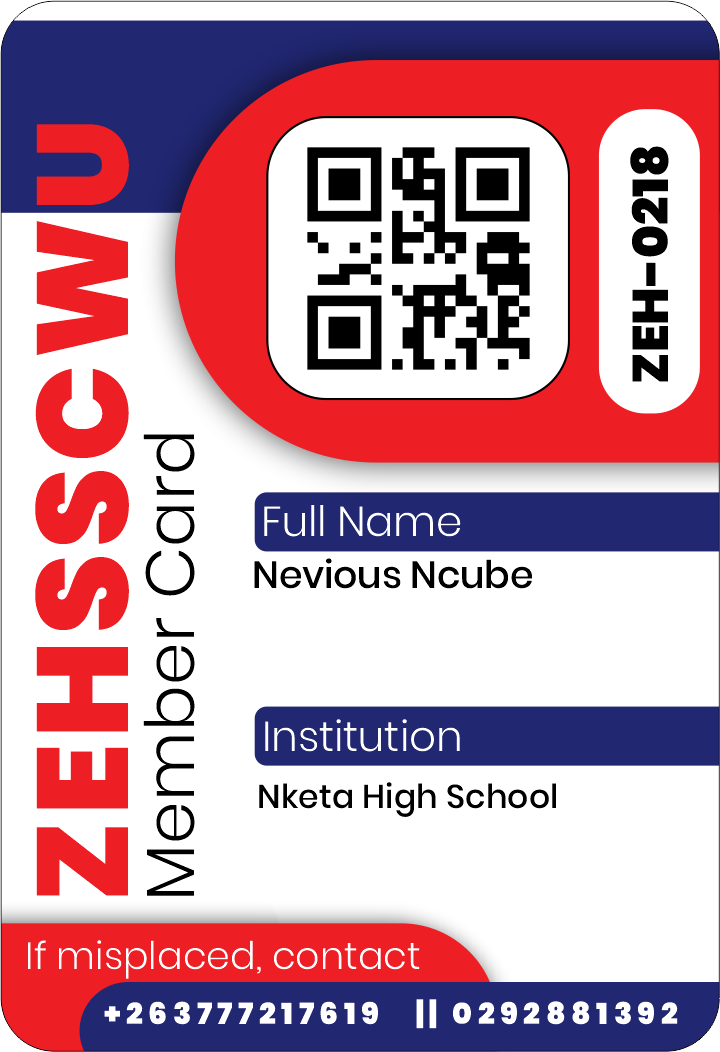 ZEHSSCWU
Member Card
ZEH-0218
Full Name
Nevious Ncube
Institution
Nketa High School
If misplaced, contact
+263777217619 || 0292881392